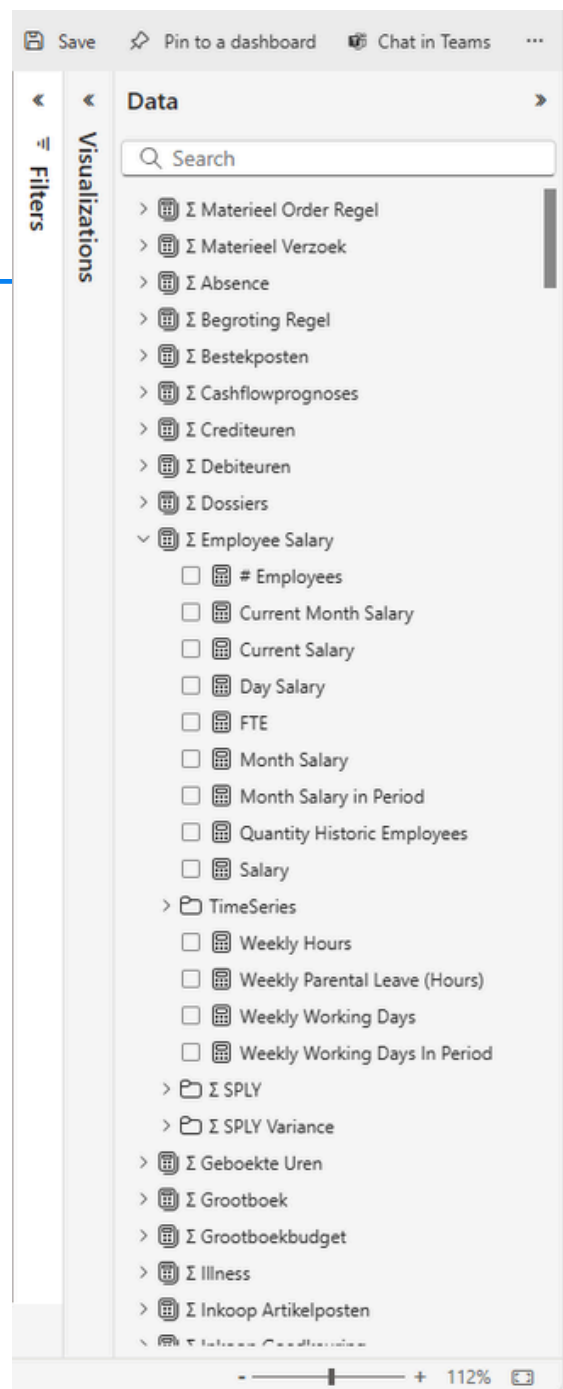 Save Pin to a dashboard Chat in Teams ...
Filters
Visualizations
Data
Search
Σ Materieel Order Regel
Σ Materieel Verzoek
Σ Absence
Σ Begroting Regel
Σ Bestekposten
Σ Cashflowprognoses
Σ Crediteuren
Σ Debiteuren
Σ Dossiers
Σ Employee Salary
# Employees
Current Month Salary
Current Salary
Day Salary
FTE
Month Salary
Month Salary in Period
Quantity Historic Employees
Salary
TimeSeries
Weekly Hours
Weekly Parental Leave (Hours)
Weekly Working Days
Weekly Working Days In Period
Σ SPLY
Σ SPLY Variance
Σ Geboekte Uren
Σ Grootboek
Σ Grootboekbudget
Σ Illness
Σ Inkoop Artikelposten
Σ Inkoop Goedkeuring
- + 112%